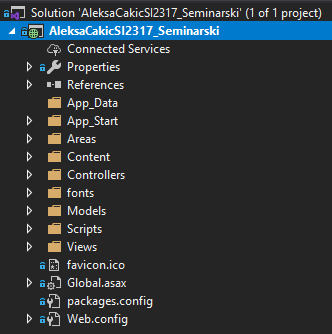 Solution 'AleksaCakicSI2317_Seminarski' (1 of 1 project)
AleksaCakicSI2317_Seminarski
Connected Services
Properties
References
App_Data
App_Start
Areas
Content
Controllers
fonts
Models
Scripts
Views
favicon.ico
Global.asax
packages.config
Web.config